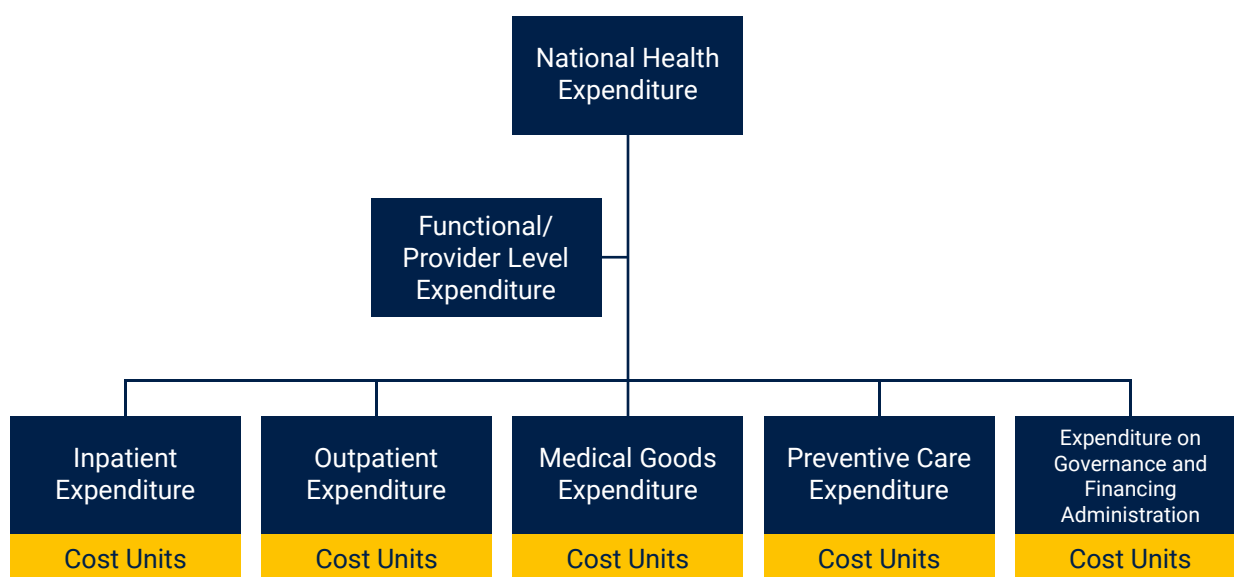 National Health
Expenditure
Functional/
Provider Level
Expenditure
Inpatient
Expenditure
Outpatient
Expenditure
Medical Goods
Expenditure
Preventive Care
Expenditure
Expenditure on
Governance and
Financing
Administration
Cost Units
Cost Units
Cost Units
Cost Units
Cost Units